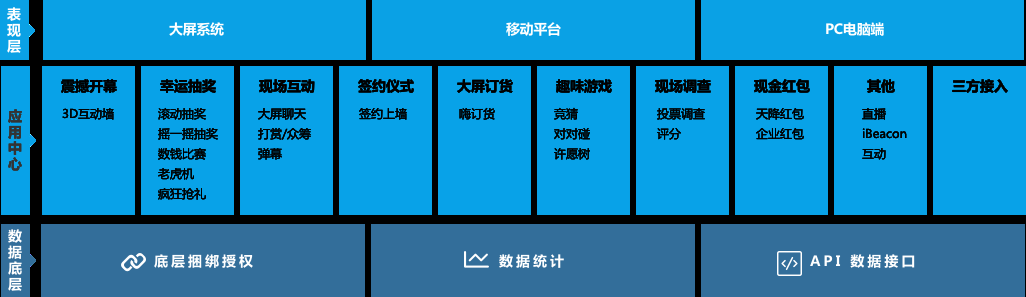 表现层
大屏系统
移动平台
PC电脑端
应用中心
震撼开幕
3D互动墙
幸运抽奖
滚动抽奖
摇一摇抽奖
数钱比赛
老虎机
疯狂抢礼
现场互动
大屏聊天
打赏/众筹
弹幕
签约仪式
签约上墙
大屏订货
嗨订货
趣味游戏
竞猜
对对碰
许愿树
现场调查
投票调查
评分
现金红包
天降红包
企业红包
其他
直播
iBeacon
互动
三方接入
数据底层
底层捆绑授权
数据统计
API 数据接口